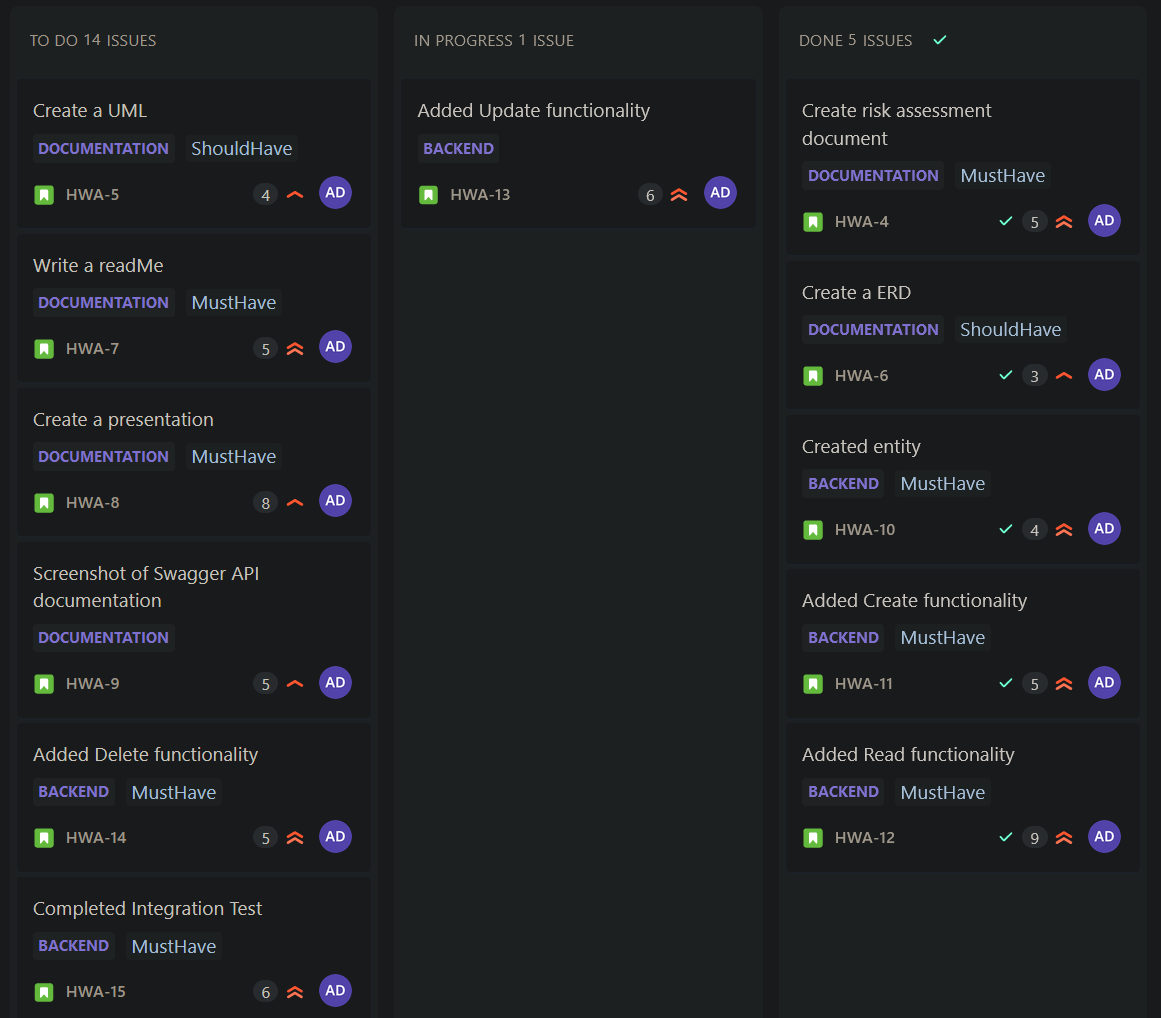 TO DO 14 ISSUES
Create a UML
DOCUMENTATION ShouldHave
HWA-5 4 AD
Write a readMe
DOCUMENTATION MustHave
HWA-7 5 AD
Create a presentation
DOCUMENTATION MustHave
HWA-8 8 AD
Screenshot of Swagger API
documentation
DOCUMENTATION
HWA-9 5 AD
Added Delete functionality
BACKEND MustHave
HWA-14 5 AD
Completed Integration Test
BACKEND MustHave
HWA-15 6 AD
IN PROGRESS 1 ISSUE
Added Update functionality
BACKEND
HWA-13 6 AD
DONE 5 ISSUES
Create risk assessment
document
DOCUMENTATION MustHave
HWA-4 5 AD
Create a ERD
DOCUMENTATION ShouldHave
HWA-6 3 AD
Created entity
BACKEND MustHave
HWA-10 4 AD
Added Create functionality
BACKEND MustHave
HWA-11 5 AD
Added Read functionality
BACKEND MustHave
HWA-12 9 AD